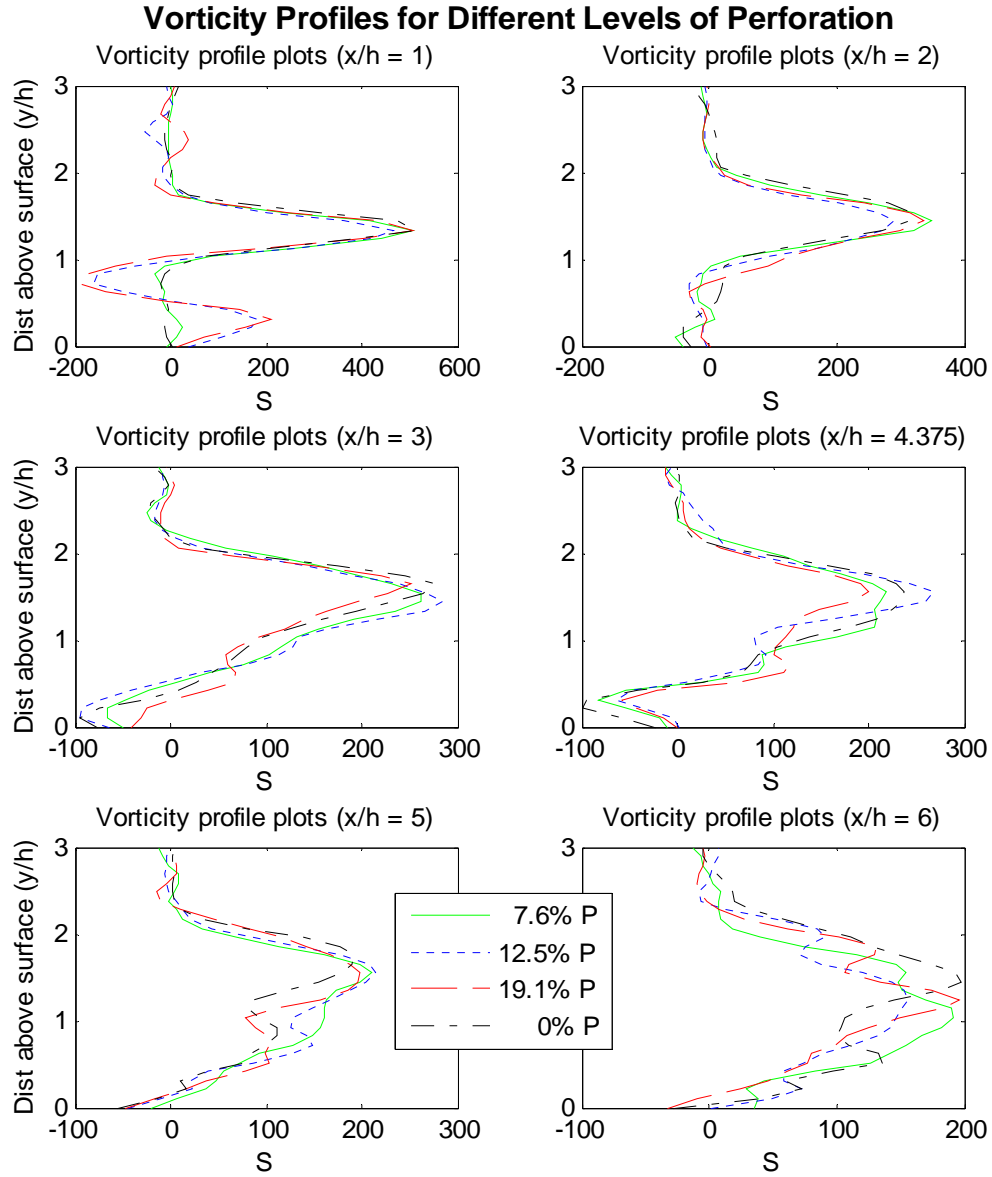 Vorticity Profiles for Different Levels of Perforation
Vorticity profile plots (x/h = 1)
Vorticity profile plots (x/h = 2)
3
2
1
0
Dist above surface (y/h)
-200 0 200 400 600
S
3
2
1
0
-200 0 200 400
S
Vorticity profile plots (x/h = 3)
Vorticity profile plots (x/h = 4.375)
3
2
1
0
Dist above surface (y/h)
-100 0 100 200 300
S
3
2
1
0
-100 0 100 200 300
S
Vorticity profile plots (x/h = 5)
Vorticity profile plots (x/h = 6)
3
2
1
0
Dist above surface (y/h)
-100 0 100 200 300
S
7.6% P
12.5% P
19.1% P
0% P
3
2
1
0
-200 -100 0 100 200
S